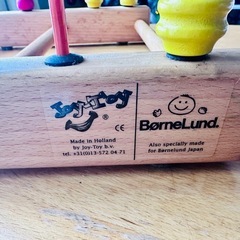 Joy-Toy ®
CE
Made in Holland
by Joy-Toy b.v.
tel. +31(0)13-572 04-71
BørneLund.
Also specially made
for Børnelund Japan